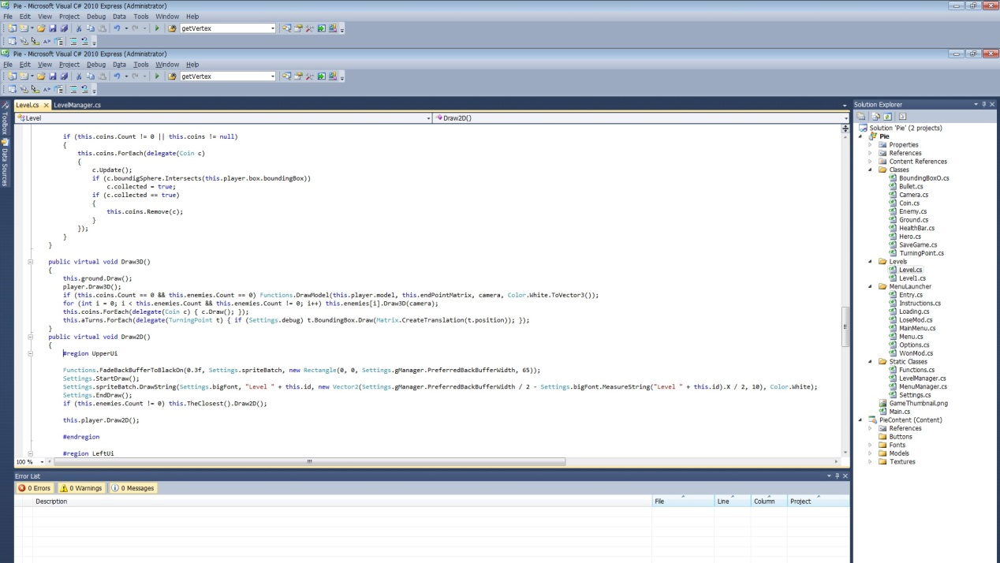 Pie - Microsoft Visual C# 2010 Express (Administrator)
File Edit View Project Debug Data Tools Window Help
getVertex
Pie - Microsoft Visual C# 2010 Express (Administrator)
File Edit View Project Debug Data Tools Window Help
getVertex
Toolbox
Data Sources
Level.cs LevelManager.cs
Level Draw2D()
if (this.coins.Count != 0 || this.coins != null)
{
this.coins.ForEach(delegate(Coin c)
{
c.Update();
if (c.boundigSphere.Intersects(this.player.box.boundingBox))
c.collected = true;
if (c.collected == true)
{
this.coins.Remove(c);
}
});
}
}
public virtual void Draw3D()
{
this.ground.Draw();
player.Draw3D();
if (this.coins.Count == 0 && this.enemies.Count == 0) Functions.DrawModel(this.player.model, this.endPointMatrix, camera, Color.White.ToVector3());
for (int i = 0; i < this.enemies.Count && this.enemies.Count != 0; i++) this.enemies[i].Draw3D(camera);
this.coins.ForEach(delegate(Coin c) { c.Draw(); });
this.aTurns.ForEach(delegate(TurningPoint t) { if (Settings.debug) t.BoundingBox.Draw(Matrix.CreateTranslation(t.position)); });
}
public virtual void Draw2D()
{
#region UpperUi
Functions.FadeBackBufferToBlackOn(0.3f, Settings.spriteBatch, new Rectangle(0, 0, Settings.gManager.PreferredBackBufferWidth, 65));
Settings.StartDraw();
Settings.spriteBatch.DrawString(Settings.bigFont, "Level " + this.id, new Vector2(Settings.gManager.PreferredBackBufferWidth / 2 - Settings.bigFont.MeasureString("Level " + this.id).X / 2, 10), Color.White);
Settings.EndDraw();
if (this.enemies.Count != 0) this.TheClosest().Draw2D();
this.player.Draw2D();
#endregion
#region LeftUi
100 %
Error List
0 Errors 0 Warnings 0 Messages
Description File Line Column Project
Solution Explorer
Solution 'Pie' (2 projects)
Pie
Properties
References
Content References
Classes
BoundingBoxO.cs
Bullet.cs
Camera.cs
Coin.cs
Enemy.cs
Ground.cs
HealthBar.cs
Hero.cs
SaveGame.cs
TurningPoint.cs
Levels
Level.cs
Level1.cs
MenuLauncher
Entry.cs
Instructions.cs
Loading.cs
LoseMod.cs
MainMenu.cs
Menu.cs
Options.cs
WonMod.cs
Static Classes
Functions.cs
LevelManager.cs
MenuManager.cs
Settings.cs
GameThumbnail.png
Main.cs
PieContent (Content)
References
Buttons
Fonts
Models
Textures